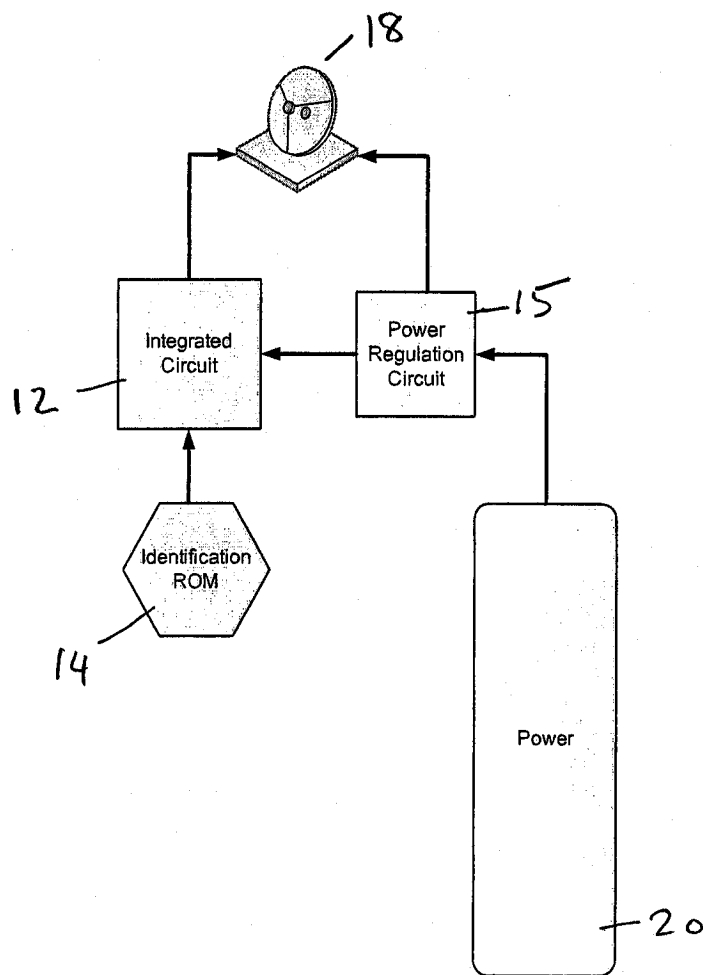 18
Integrated
Circuit
12
Power
Regulation
Circuit
15
Identification
ROM
14
Power
20